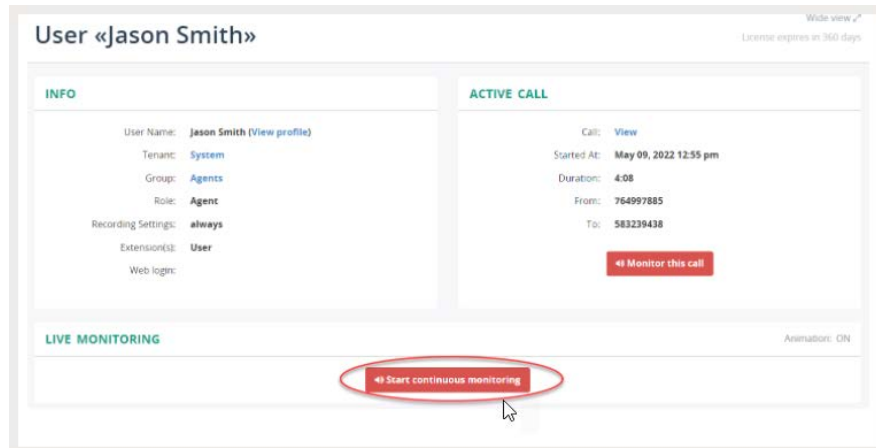 Wide view
User «Jason Smith»
License expires in 360 days
INFO
User Name: Jason Smith (View profile)
Tenant: System
Group: Agents
Role: Agent
Recording Settings: always
Extension(s): User
Web login:
ACTIVE CALL
Call: View
Started At: May 09, 2022 12:55 pm
Duration: 4:08
From: 764997885
To: 583239438
Monitor this call
LIVE MONITORING
Animation: ON
Start continuous monitoring